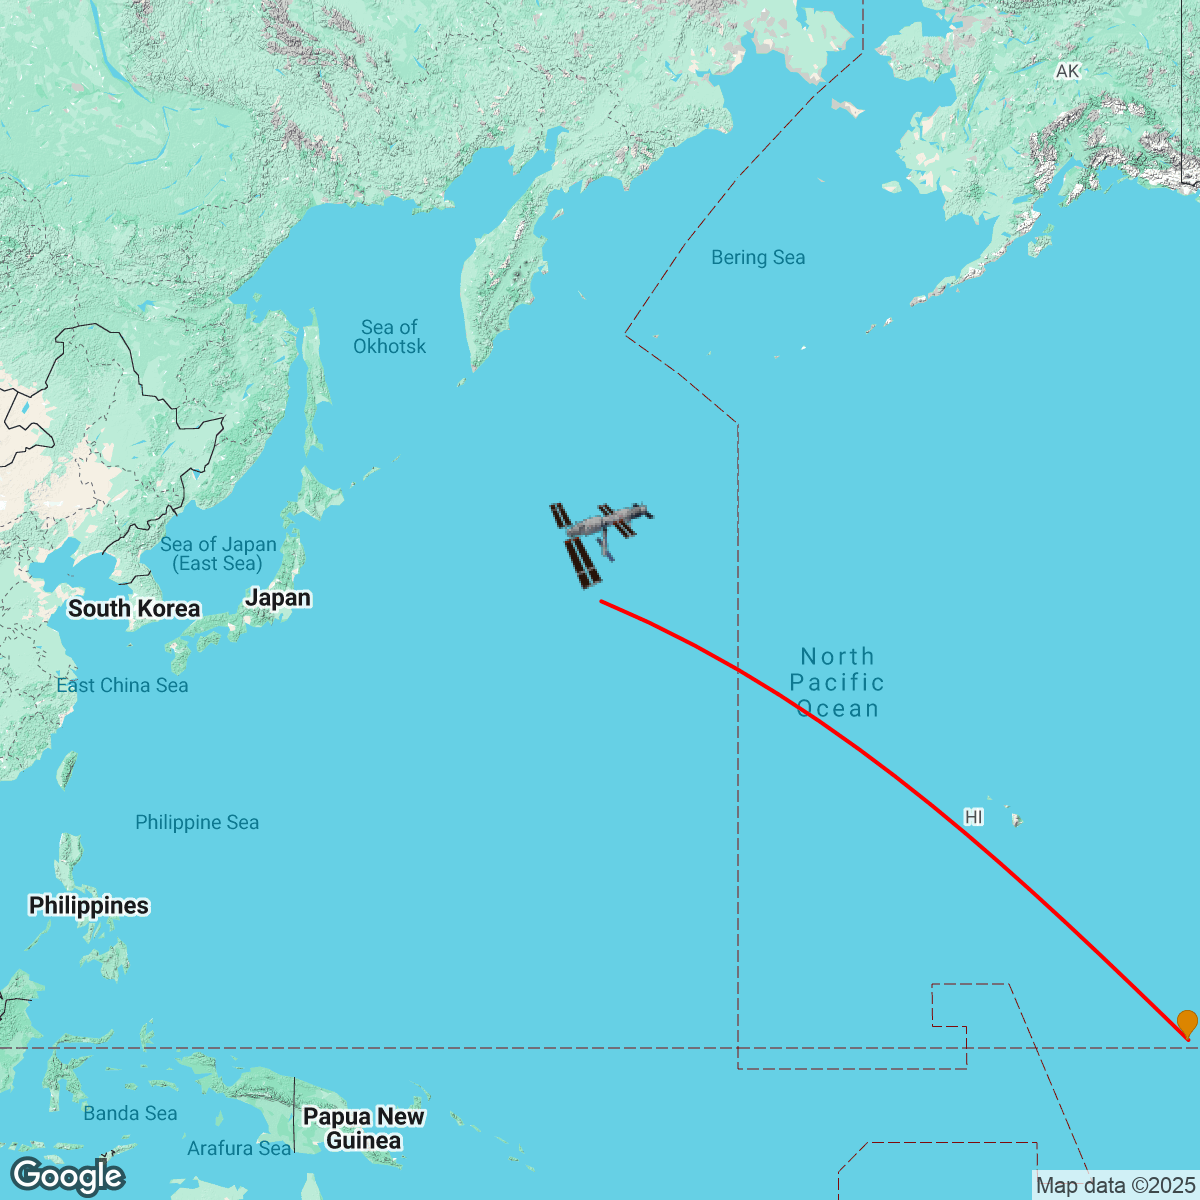 AK
Bering Sea
Sea of
Okhotsk
Sea of Japan
(East Sea)
South Korea
Japan
East China Sea
North
Pacific
Ocean
HI
Philippine Sea
Philippines
Banda Sea
Papua New
Guinea
Arafura Sea
Google
Map data ©2025